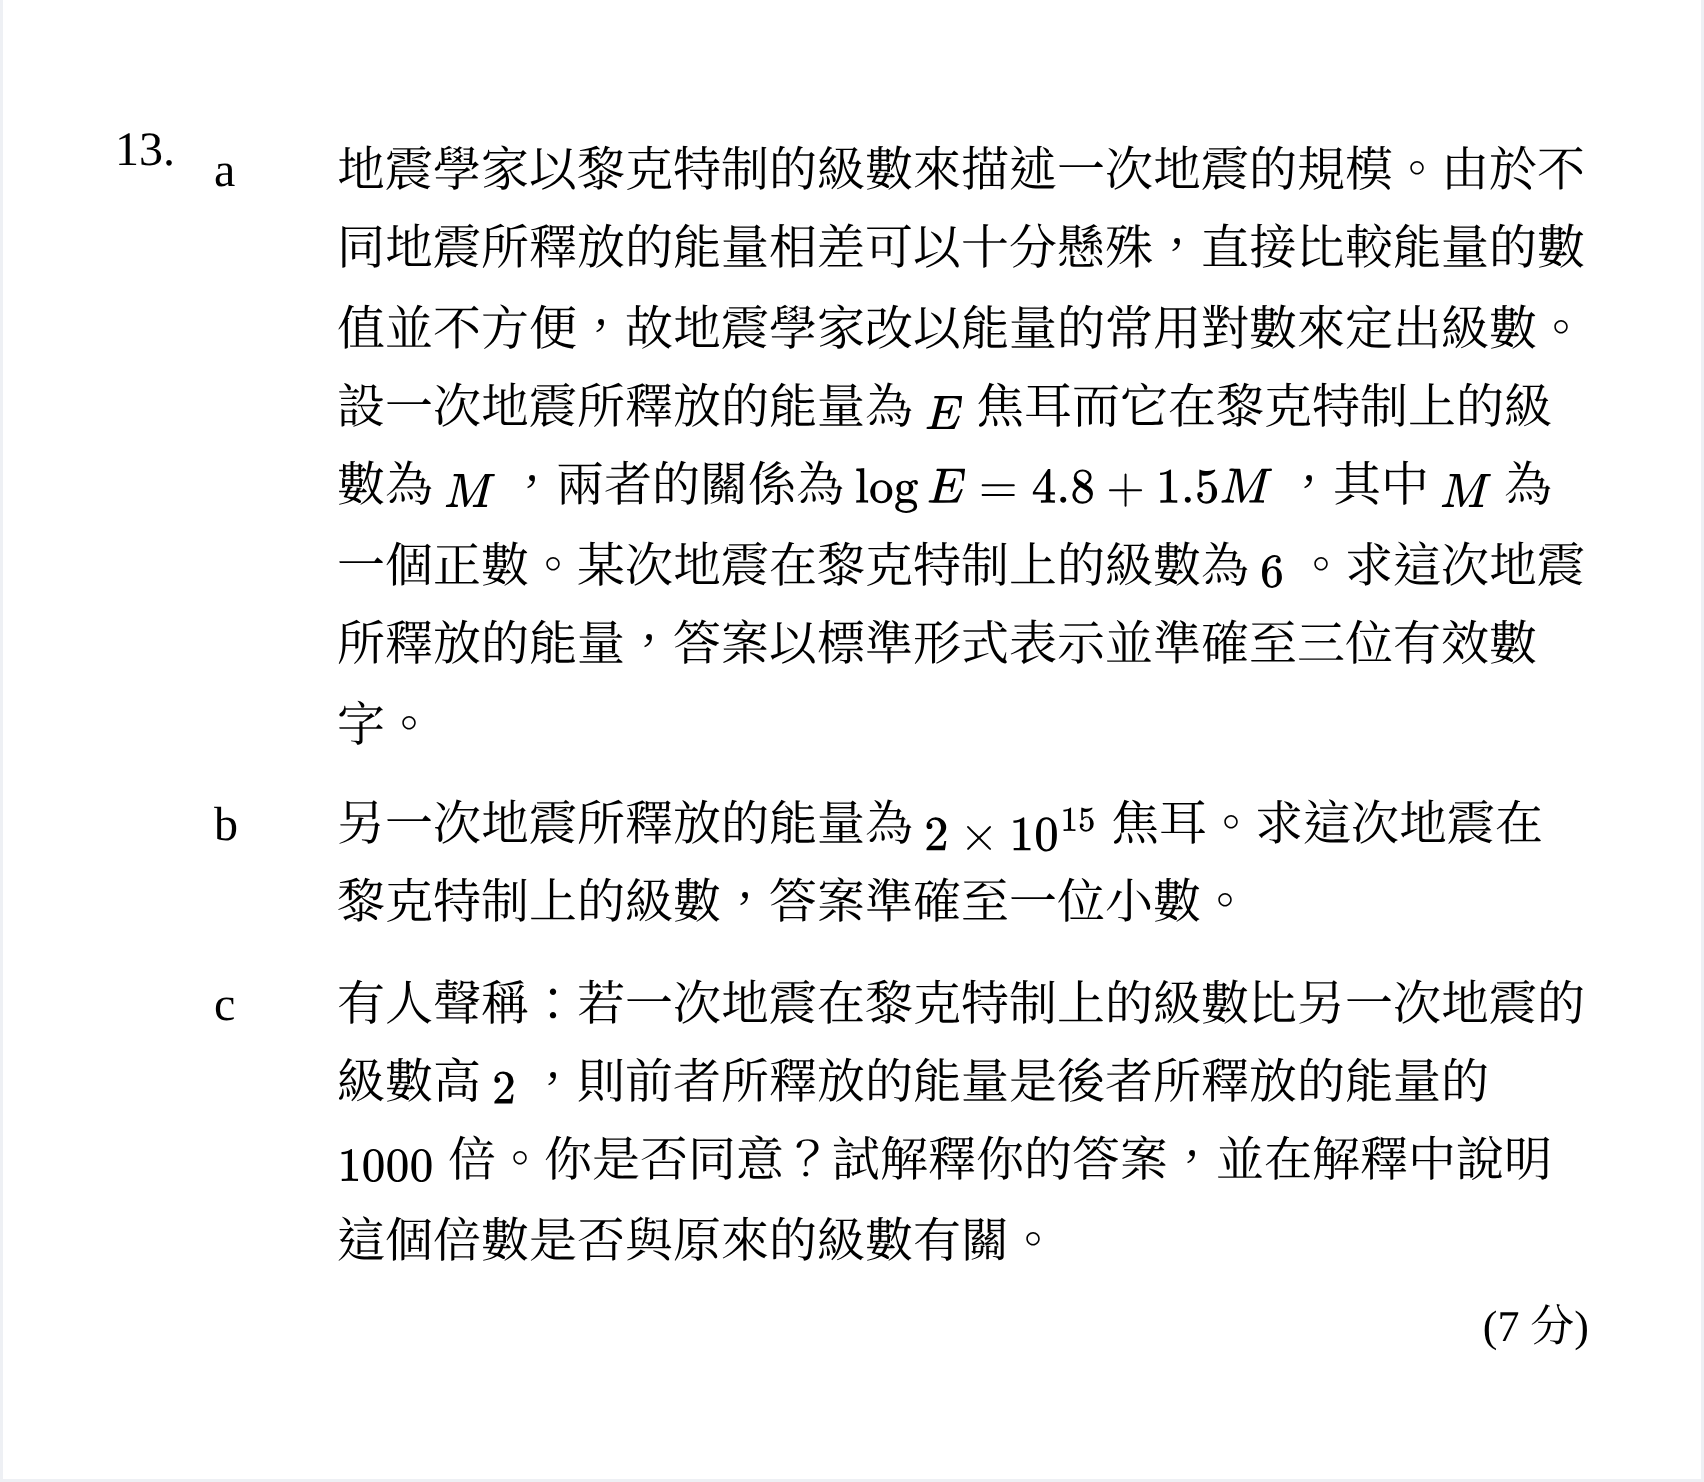 13. a 地震學家以黎克特制的級數來描述一次地震的規模。由於不
同地震所釋放的能量相差可以十分懸殊，直接比較能量的數
值並不方便，故地震學家改以能量的常用對數來定出級數。
設一次地震所釋放的能量為 E 焦耳而它在黎克特制上的級
數為 M ，兩者的關係為 log E = 4.8 + 1.5M ，其中 M 為
一個正數。某次地震在黎克特制上的級數為 6 。求這次地震
所釋放的能量，答案以標準形式表示並準確至三位有效數
字。
b 另一次地震所釋放的能量為 2 × 10¹⁵ 焦耳。求這次地震在
黎克特制上的級數，答案準確至一位小數。
c 有人聲稱：若一次地震在黎克特制上的級數比另一次地震的
級數高 2 ，則前者所釋放的能量是後者所釋放的能量的
1000 倍。你是否同意？試解釋你的答案，並在解釋中說明
這個倍數是否與原來的級數有關。
(7 分)